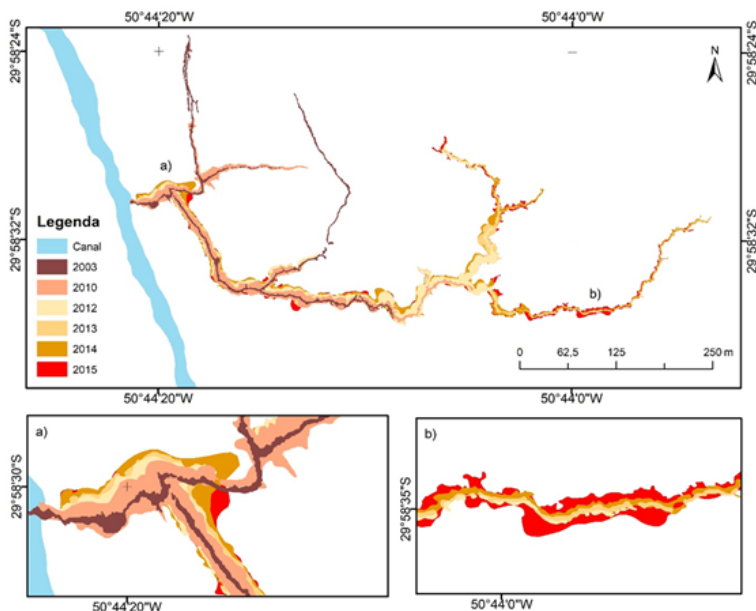 50°44'20"W
50°44'0"W
29°58'24"S
29°58'24"S
N
a)
Legenda
Canal
2003
2010
2012
2013
2014
2015
29°58'32"S
29°58'32"S
b)
0 62,5 125 250 m
50°44'20"W
50°44'0"W
a)
29°58'30"S
50°44'20"W
b)
29°58'35"S
50°44'0"W